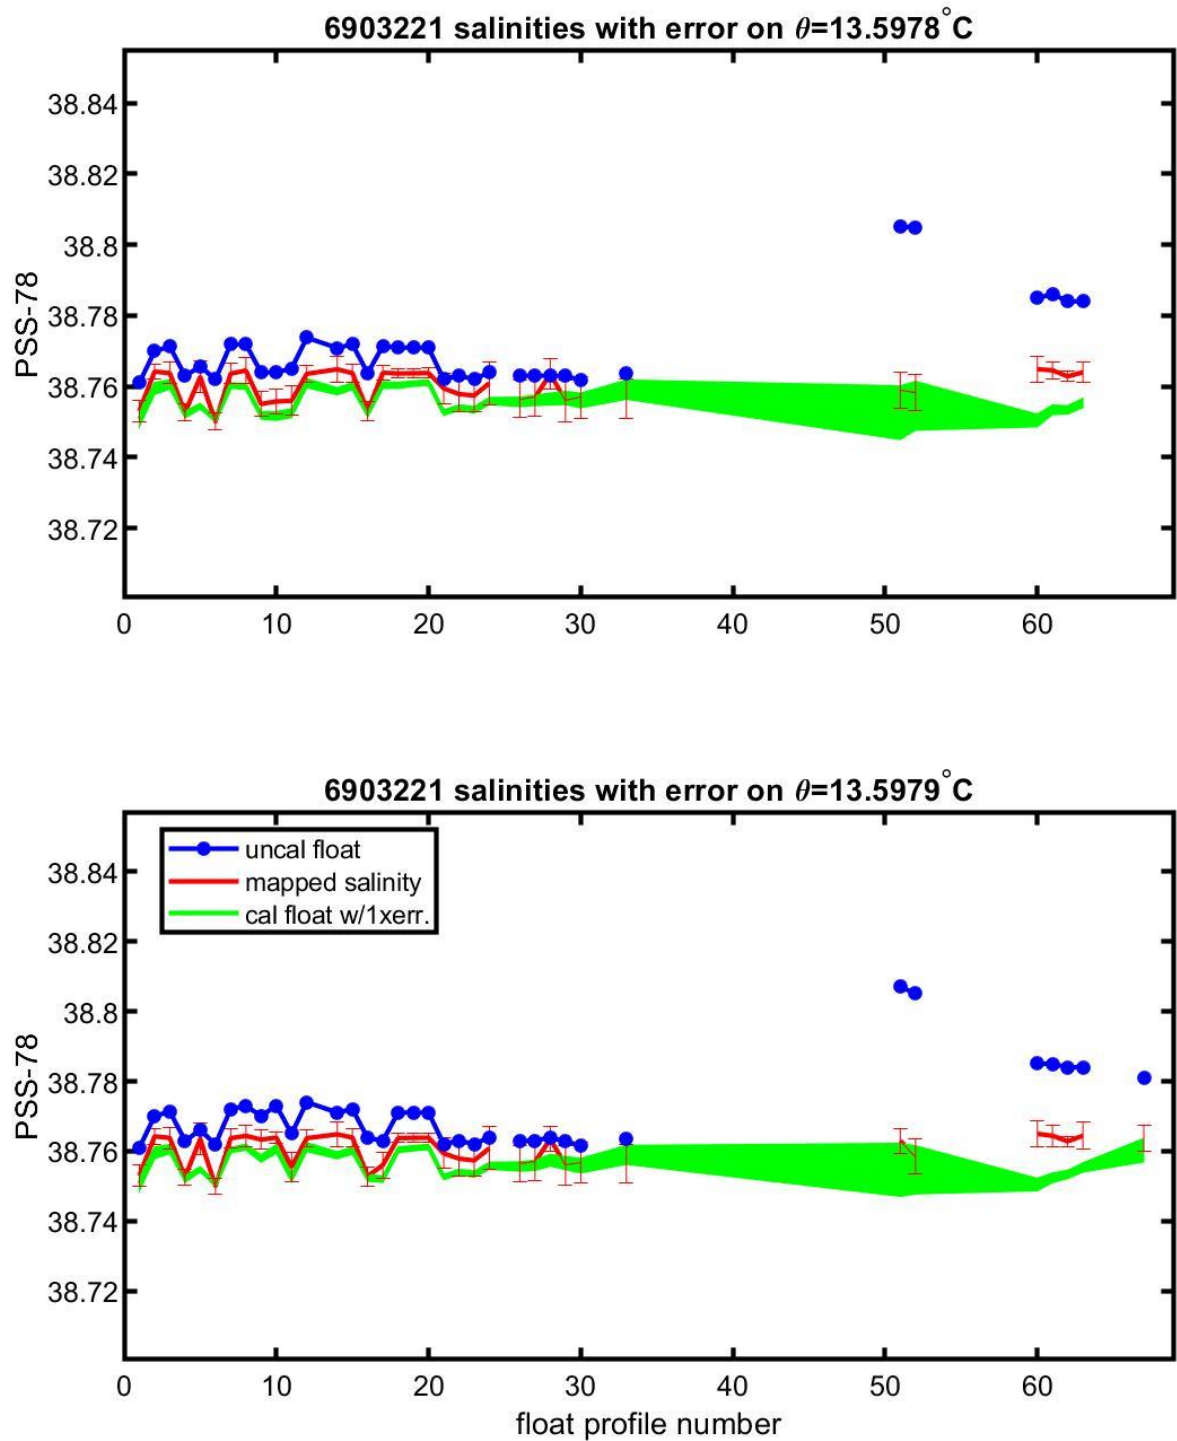 6903221 salinities with error on θ=13.5978°C
PSS-78
38.84
38.82
38.8
38.78
38.76
38.74
38.72
0 10 20 30 40 50 60
6903221 salinities with error on θ=13.5979°C
uncal float
mapped salinity
cal float w/1xerr.
PSS-78
38.84
38.82
38.8
38.78
38.76
38.74
38.72
0 10 20 30 40 50 60
float profile number